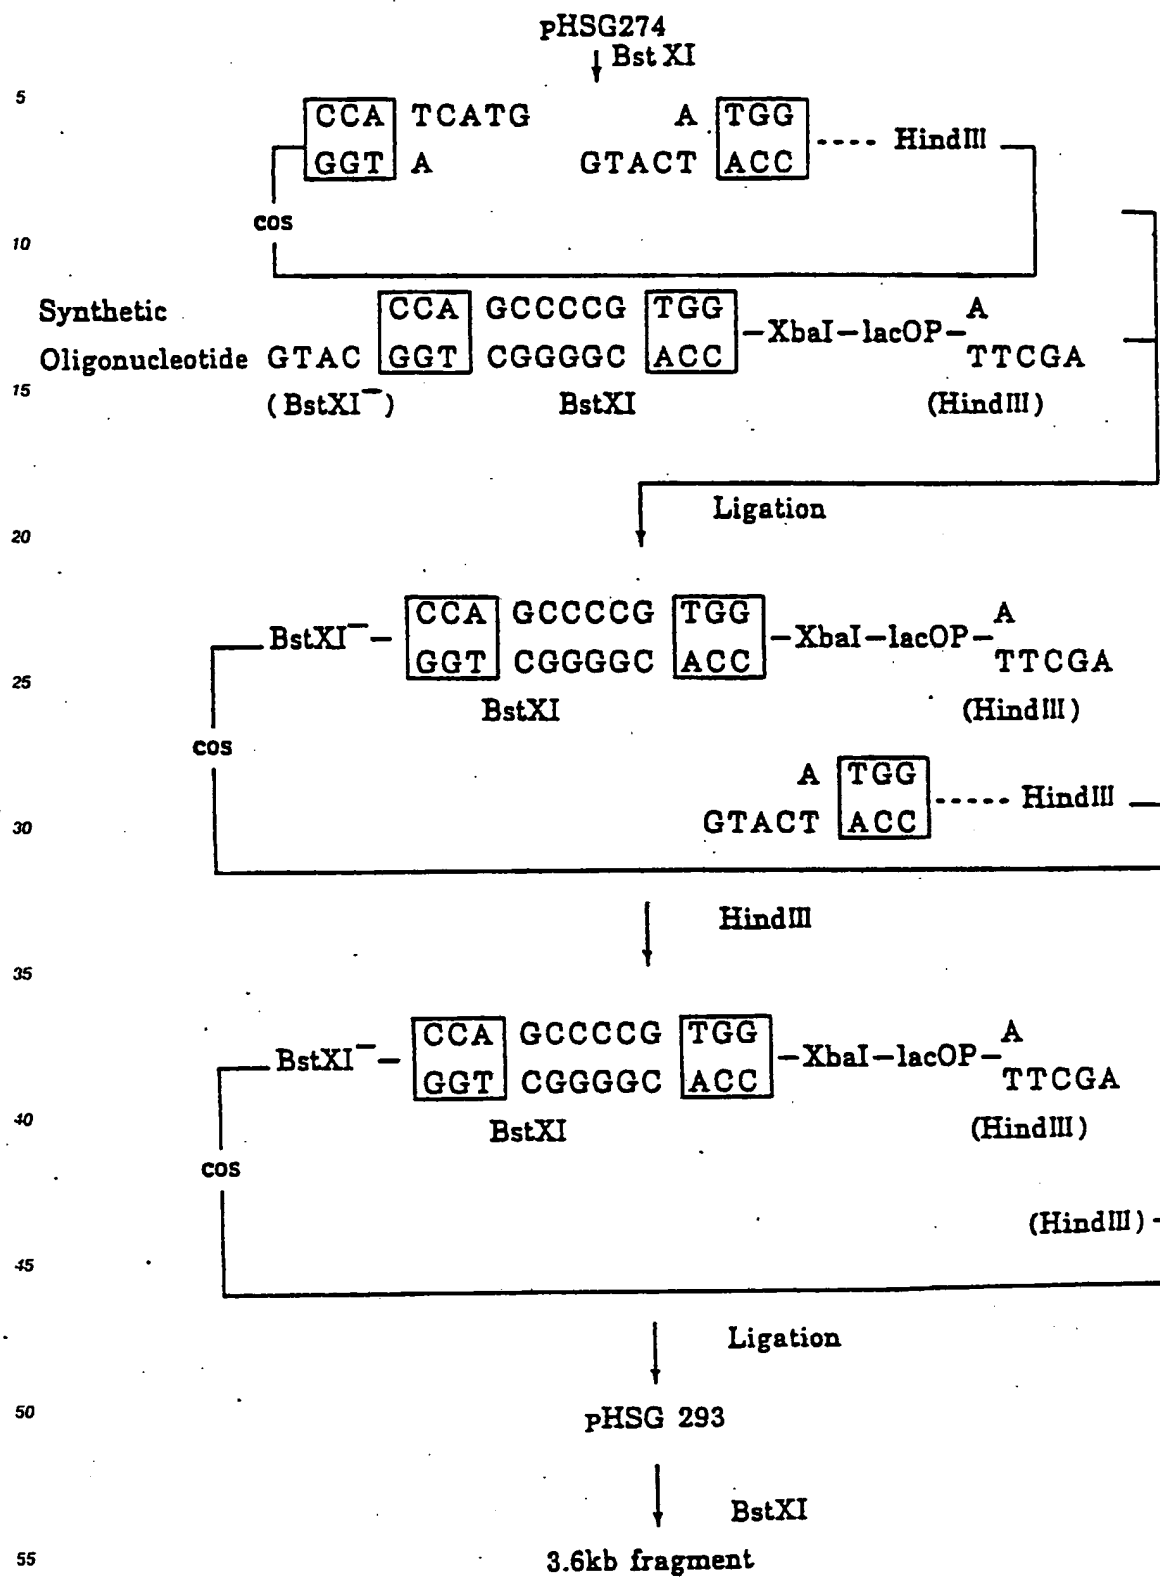 pHSG274
Bst XI
5
CCA TCATG A TGG
GGT A GTACT ACC ---- HindIII
cos
10
Synthetic CCA GCCCCG TGG A
–XbaI–lacOP–
Oligonucleotide GTAC GGT CGGGGC ACC TTCGA
15
(BstXI⁻) BstXI (HindIII)
Ligation
20
CCA GCCCCG TGG A
BstXI⁻– –XbaI–lacOP–
GGT CGGGGC ACC TTCGA
25
BstXI (HindIII)
cos
A TGG
----- HindIII
GTACT ACC
30
HindIII
35
CCA GCCCCG TGG A
BstXI⁻– –XbaI–lacOP–
GGT CGGGGC ACC TTCGA
40
BstXI (HindIII)
cos
(HindIII)
45
Ligation
50
pHSG 293
BstXI
55
3.6kb fragment